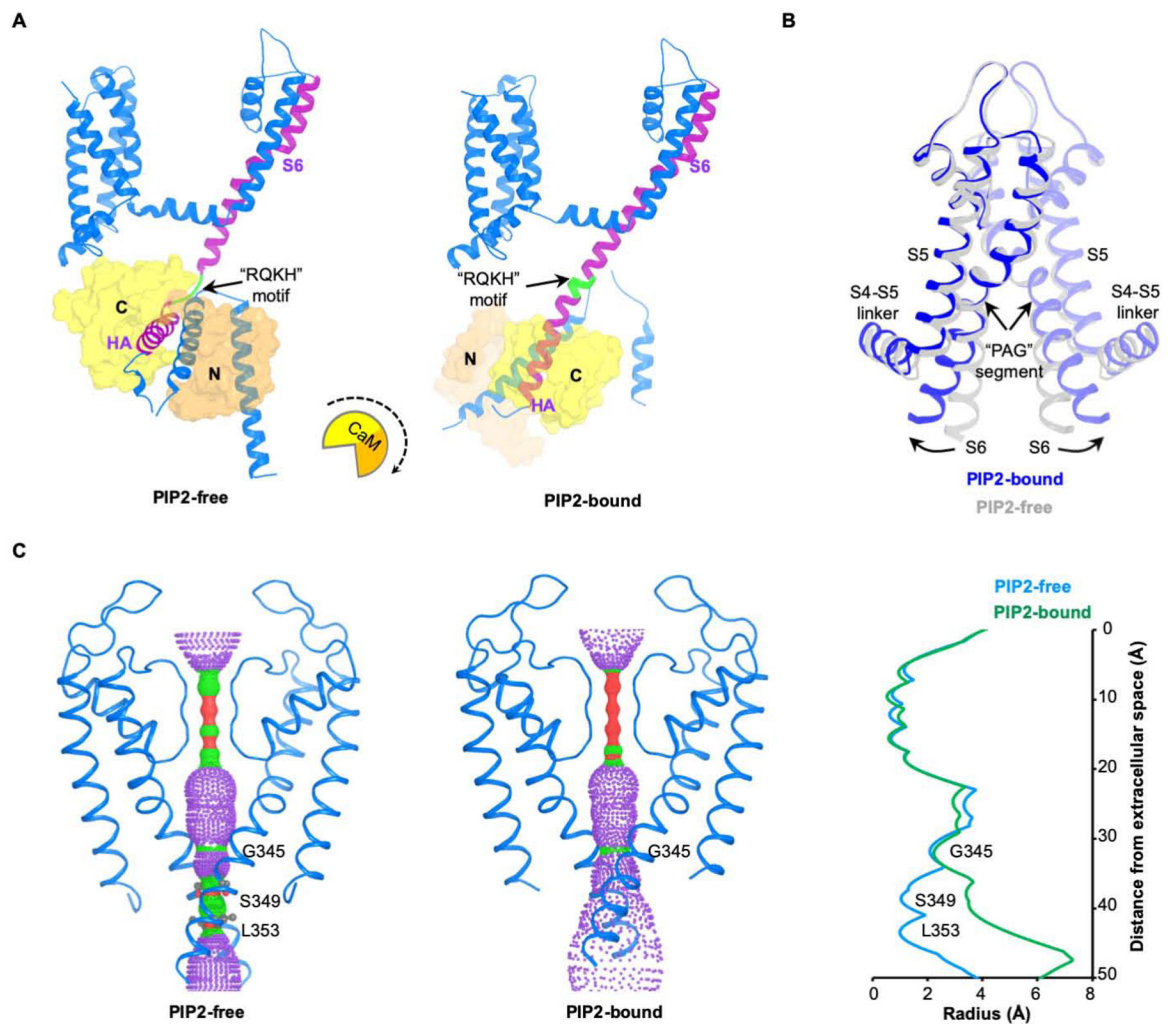 A
B
S6
S6
"RQKH"
motif
"RQKH"
motif
C
HA
N
N
C
HA
CaM
PIP2-free
PIP2-bound
S5
S5
S4-S5
linker
S4-S5
linker
"PAG"
segment
S6
S6
PIP2-bound
PIP2-free
C
G345
S349
L353
PIP2-free
G345
PIP2-bound
PIP2-free
PIP2-bound
0
10
20
30
40
50
G345
S349
L353
Distance from extracellular space (Å)
0
2
4
6
8
Radius (Å)